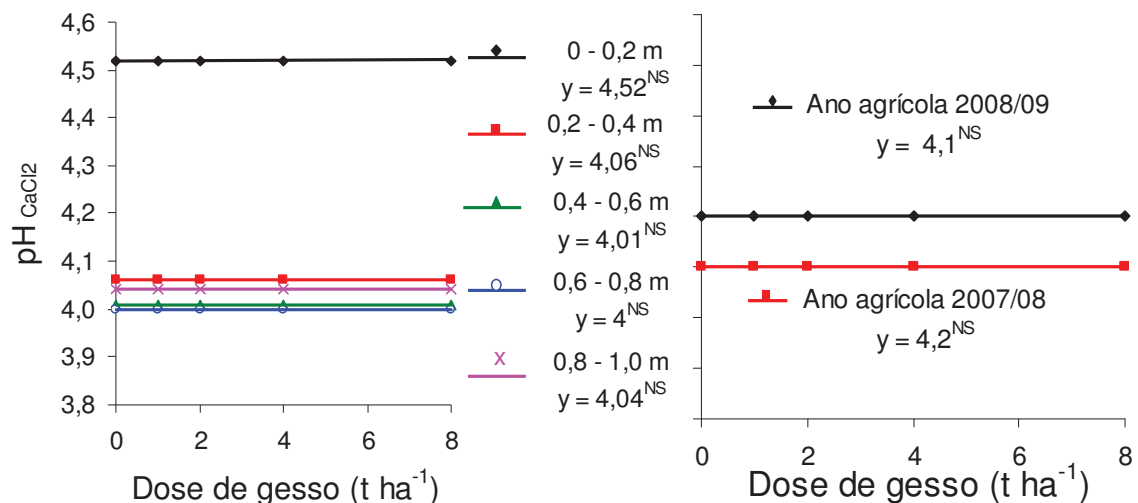 4,6
4,5
4,4
4,3
4,2
4,1
4,0
3,9
3,8
pH CaCl2
0 2 4 6 8
Dose de gesso (t ha-1)
0 - 0,2 m
y = 4,52NS
0,2 - 0,4 m
y = 4,06NS
0,4 - 0,6 m
y = 4,01NS
0,6 - 0,8 m
y = 4NS
0,8 - 1,0 m
y = 4,04NS
Ano agrícola 2008/09
y = 4,1NS
Ano agrícola 2007/08
y = 4,2NS
0 2 4 6 8
Dose de gesso (t ha-1)